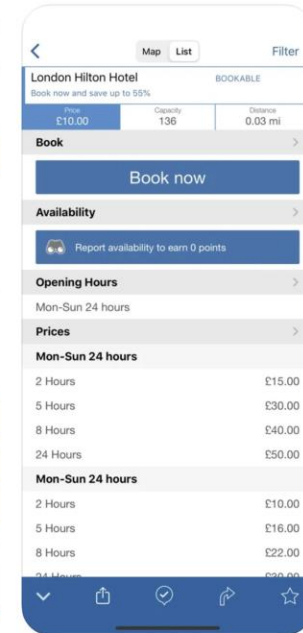 Map List Filter
London Hilton Hotel BOOKABLE
Book now and save up to 55%
Price Capacity Distance
£10.00 136 0.03 mi
Book
Book now
Availability
Report availability to earn 0 points
Opening Hours
Mon-Sun 24 hours
Prices
Mon-Sun 24 hours
2 Hours £15.00
5 Hours £30.00
8 Hours £40.00
24 Hours £50.00
Mon-Sun 24 hours
2 Hours £10.00
5 Hours £16.00
8 Hours £22.00
24 Hours